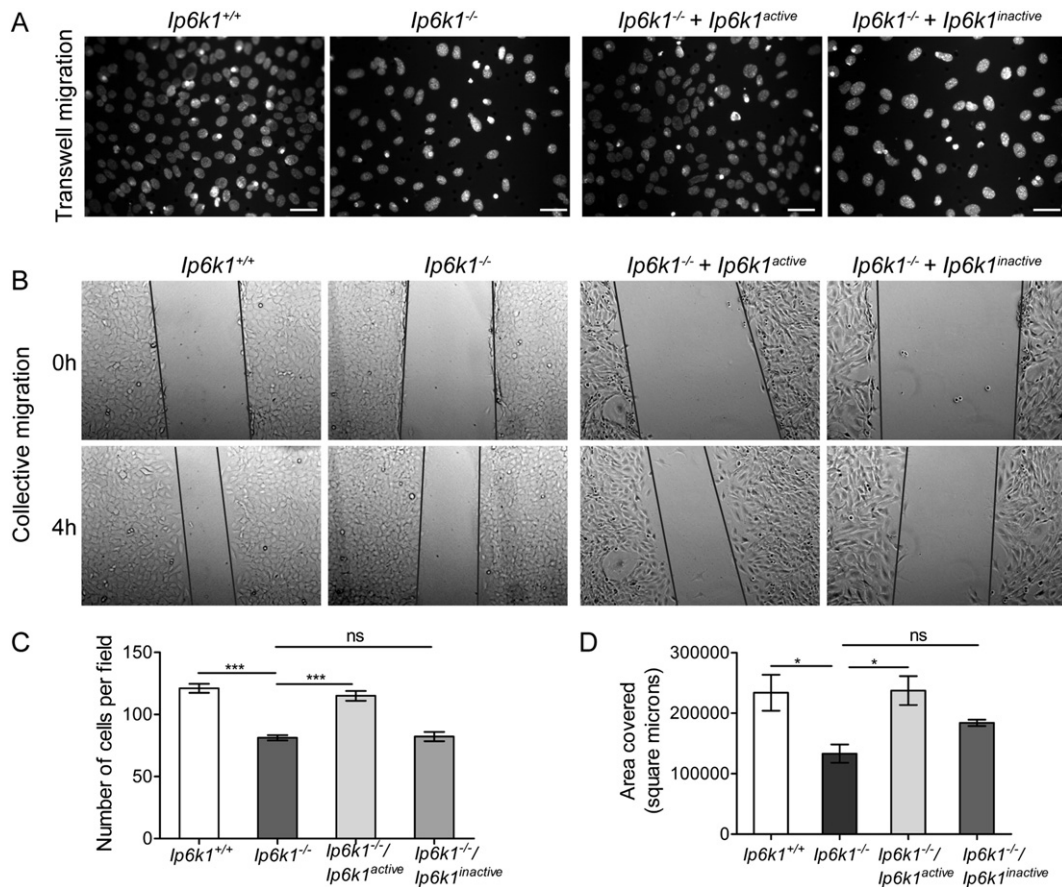 A
Ip6k1+/+
Ip6k1-/-
Ip6k1-/- + Ip6k1active
Ip6k1-/- + Ip6k1inactive
Transwell migration
B
Ip6k1+/+
Ip6k1-/-
Ip6k1-/- + Ip6k1active
Ip6k1-/- + Ip6k1inactive
Collective migration
0h
4h
C
Number of cells per field
150
100
50
0
***
***
ns
Ip6k1+/+
Ip6k1-/-
Ip6k1-/-/
Ip6k1active
Ip6k1-/-/
Ip6k1inactive
D
Area covered
(square microns)
300000
200000
100000
0
*
*
ns
Ip6k1+/+
Ip6k1-/-
Ip6k1-/-/
Ip6k1active
Ip6k1-/-/
Ip6k1inactive